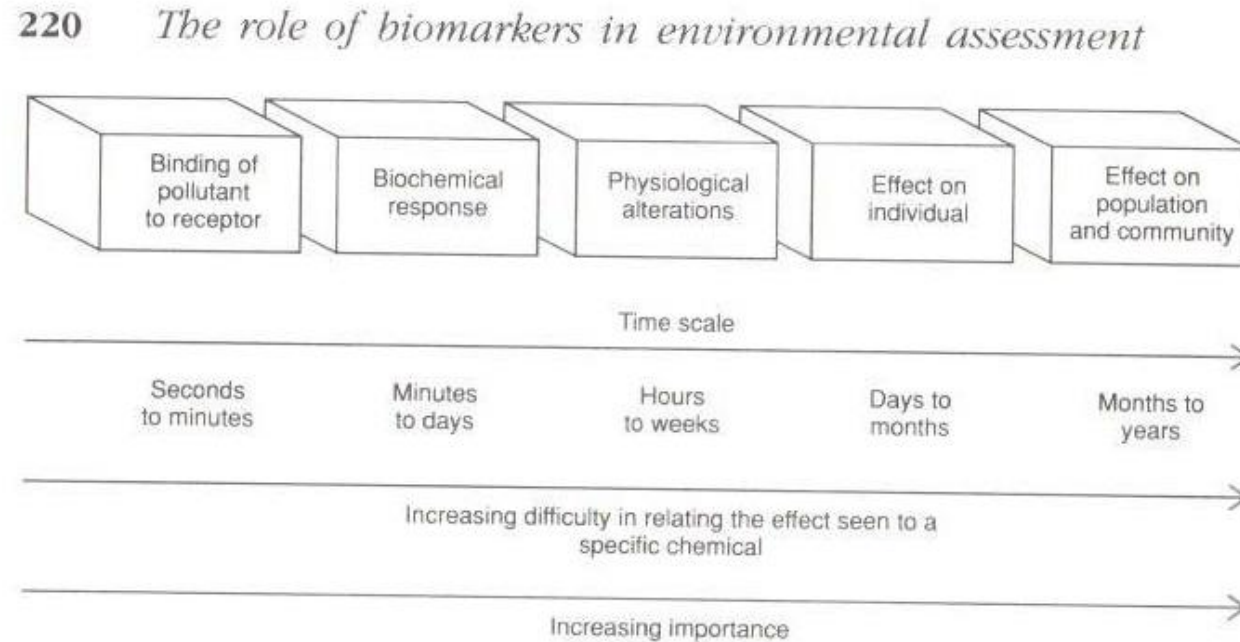 220 The role of biomarkers in environmental assessment
Binding of
pollutant
to receptor
Biochemical
response
Physiological
alterations
Effect on
individual
Effect on
population
and community
Time scale
Seconds
to minutes
Minutes
to days
Hours
to weeks
Days to
months
Months to
years
Increasing difficulty in relating the effect seen to a
specific chemical
Increasing importance